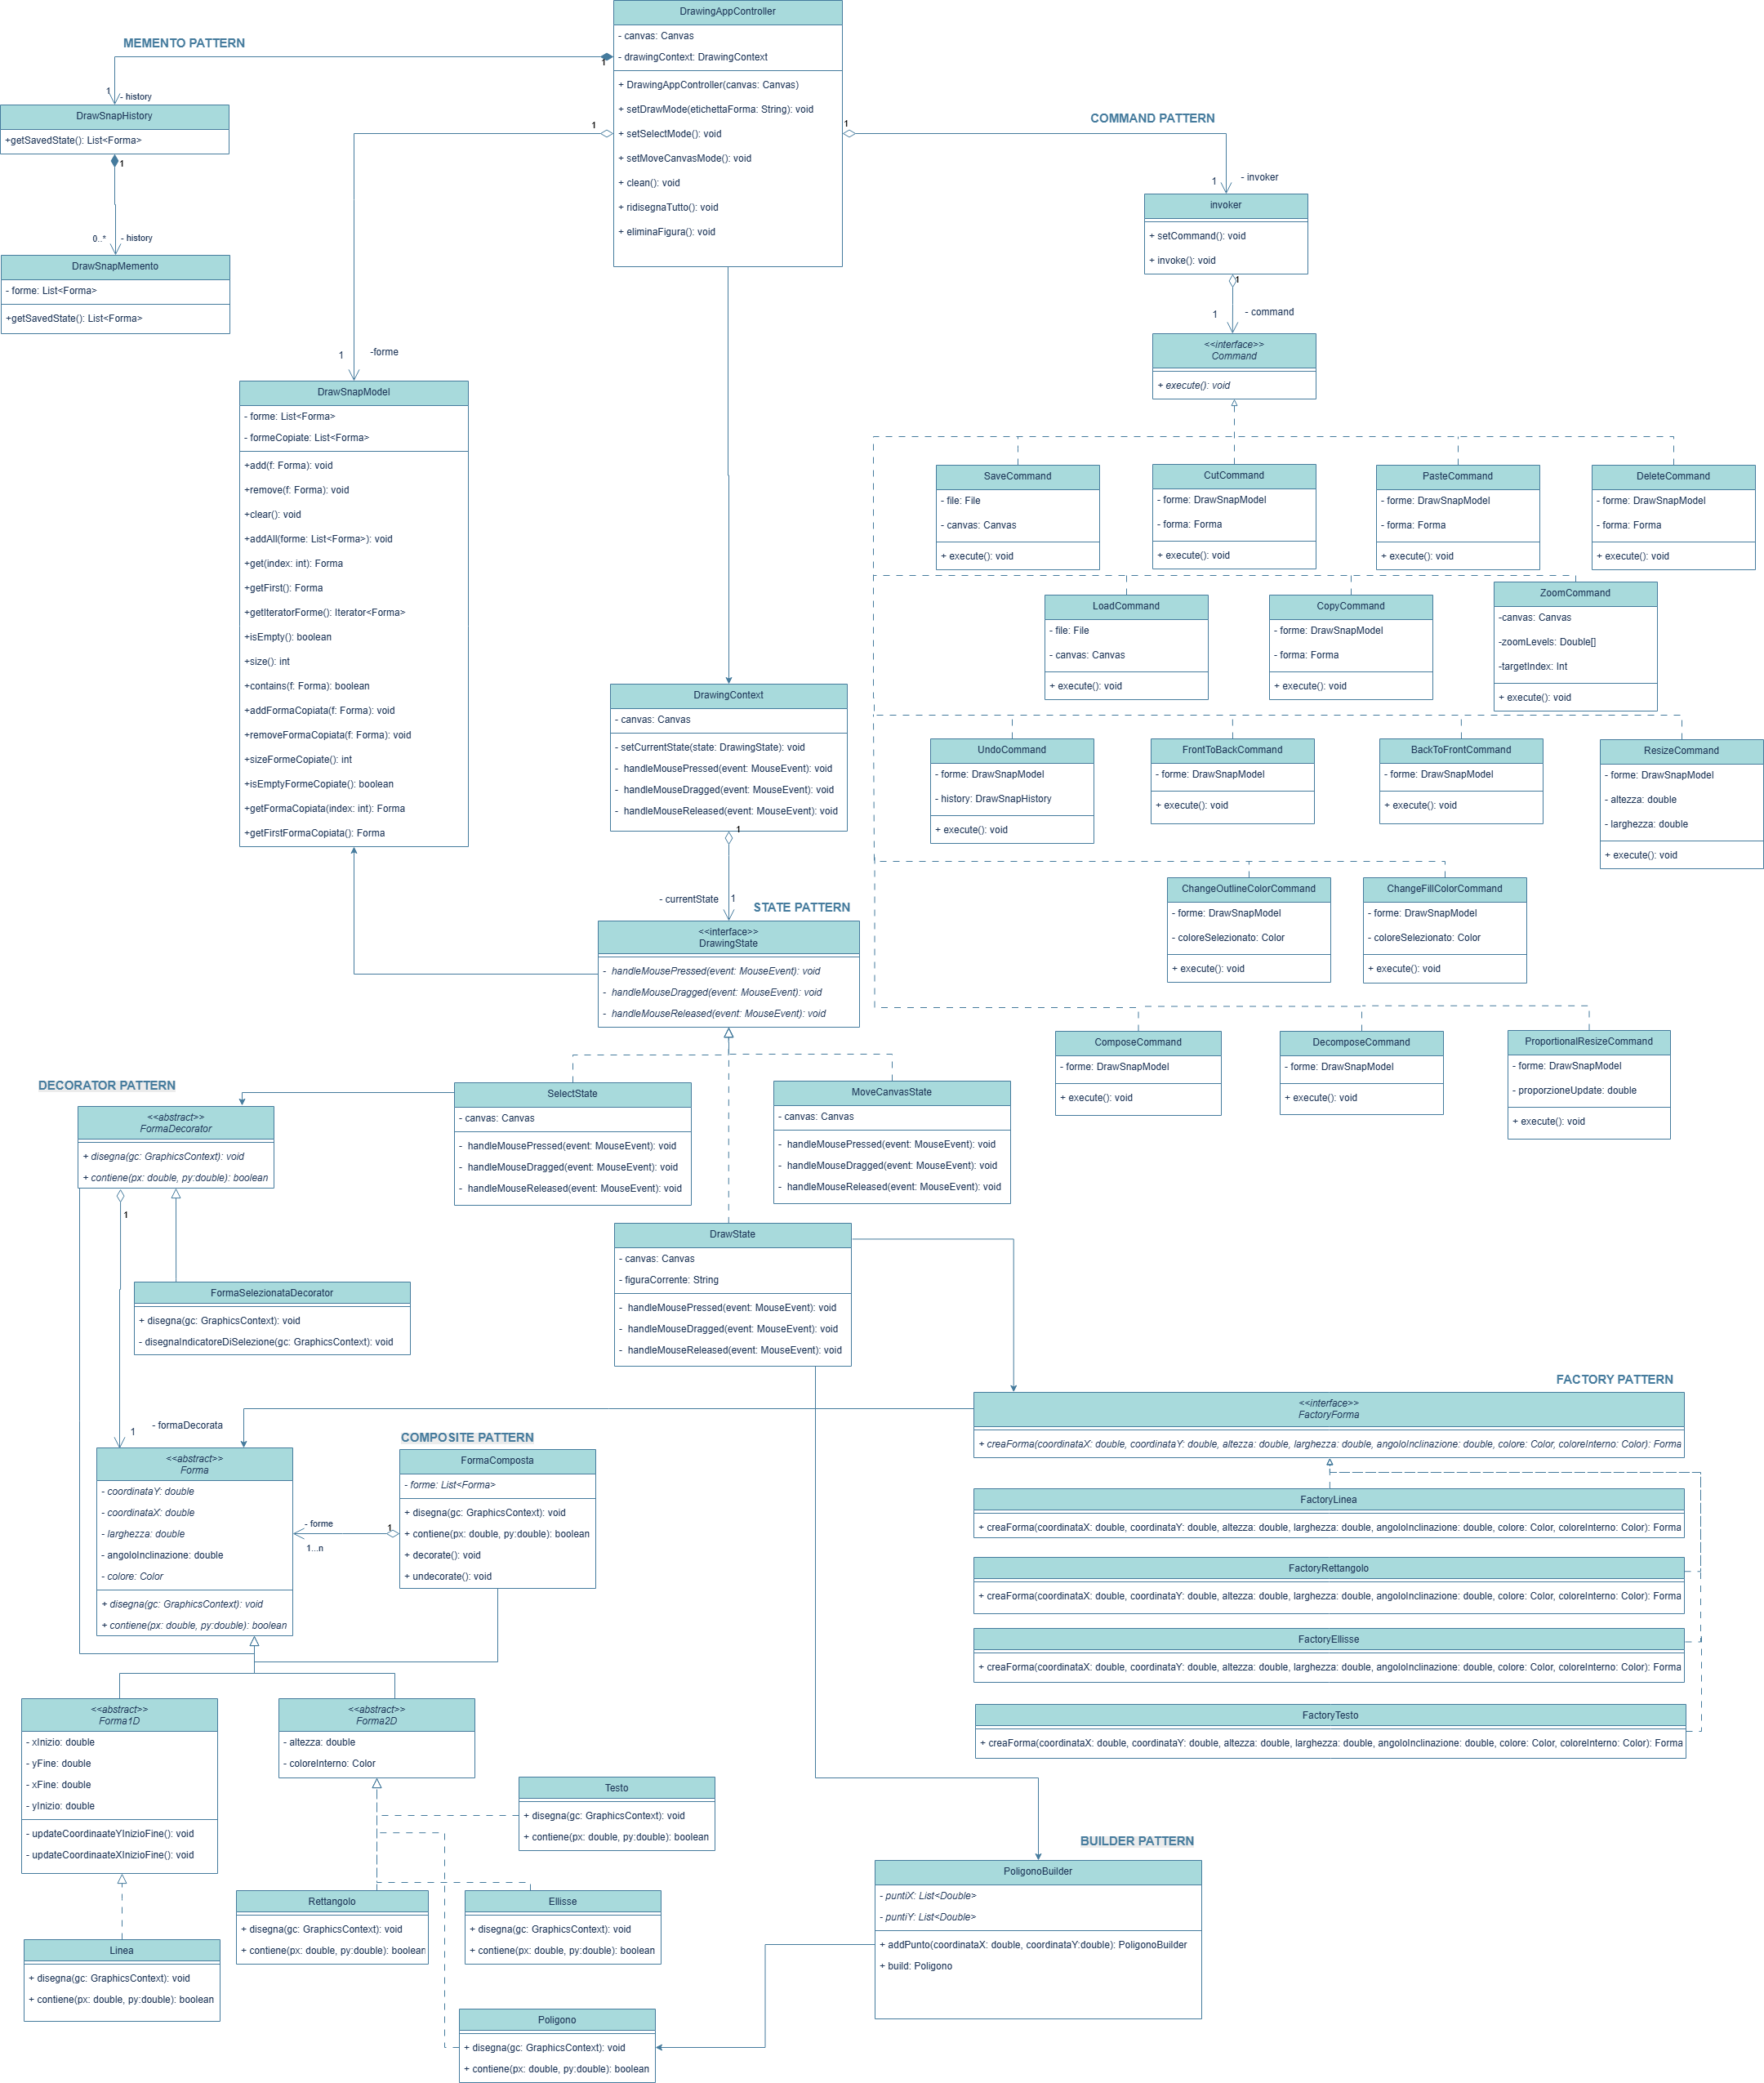 DrawingAppController
- canvas: Canvas
- drawingContext: DrawingContext
+ DrawingAppController(canvas: Canvas)
+ setDrawMode(etichettaForma: String): void
+ setSelectMode(): void
+ setMoveCanvasMode(): void
+ clean(): void
+ ridisegnaTutto(): void
+ eliminaFigura(): void
MEMENTO PATTERN
1
1
- history
DrawSnapHistory
+getSavedState(): List<Forma>
1
0..*
- history
DrawSnapMemento
- forme: List<Forma>
+getSavedState(): List<Forma>
1
1
-forme
DrawSnapModel
- forme: List<Forma>
- formeCopiate: List<Forma>
+add(f: Forma): void
+remove(f: Forma): void
+clear(): void
+addAll(forme: List<Forma>): void
+get(index: int): Forma
+getFirst(): Forma
+getIteratorForme(): Iterator<Forma>
+isEmpty(): boolean
+size(): int
+contains(f: Forma): boolean
+addFormaCopiata(f: Forma): void
+removeFormaCopiata(f: Forma): void
+sizeFormeCopiate(): int
+isEmptyFormeCopiate(): boolean
+getFormaCopiata(index: int): Forma
+getFirstFormaCopiata(): Forma
COMMAND PATTERN
1
1
- invoker
invoker
+ setCommand(): void
+ invoke(): void
1
1
- command
<<interface>>
Command
+ execute(): void
SaveCommand
- file: File
- canvas: Canvas
+ execute(): void
CutCommand
- forme: DrawSnapModel
- forma: Forma
+ execute(): void
PasteCommand
- forme: DrawSnapModel
- forma: Forma
+ execute(): void
DeleteCommand
- forme: DrawSnapModel
- forma: Forma
+ execute(): void
LoadCommand
- file: File
- canvas: Canvas
+ execute(): void
CopyCommand
- forme: DrawSnapModel
- forma: Forma
+ execute(): void
ZoomCommand
-canvas: Canvas
-zoomLevels: Double[]
-targetIndex: Int
+ execute(): void
UndoCommand
- forme: DrawSnapModel
- history: DrawSnapHistory
+ execute(): void
FrontToBackCommand
- forme: DrawSnapModel
+ execute(): void
BackToFrontCommand
- forme: DrawSnapModel
+ execute(): void
ResizeCommand
- forme: DrawSnapModel
- altezza: double
- larghezza: double
+ execute(): void
ChangeOutlineColorCommand
- forme: DrawSnapModel
- coloreSelezionato: Color
+ execute(): void
ChangeFillColorCommand
- forme: DrawSnapModel
- coloreSelezionato: Color
+ execute(): void
ComposeCommand
- forme: DrawSnapModel
+ execute(): void
DecomposeCommand
- forme: DrawSnapModel
+ execute(): void
ProportionalResizeCommand
- forme: DrawSnapModel
- proporzioneUpdate: double
+ execute(): void
DrawingContext
- canvas: Canvas
- setCurrentState(state: DrawingState): void
- handleMousePressed(event: MouseEvent): void
- handleMouseDragged(event: MouseEvent): void
- handleMouseReleased(event: MouseEvent): void
1
- currentState
1
STATE PATTERN
<<interface>>
DrawingState
- handleMousePressed(event: MouseEvent): void
- handleMouseDragged(event: MouseEvent): void
- handleMouseReleased(event: MouseEvent): void
SelectState
- canvas: Canvas
- handleMousePressed(event: MouseEvent): void
- handleMouseDragged(event: MouseEvent): void
- handleMouseReleased(event: MouseEvent): void
MoveCanvasState
- canvas: Canvas
- handleMousePressed(event: MouseEvent): void
- handleMouseDragged(event: MouseEvent): void
- handleMouseReleased(event: MouseEvent): void
DrawState
- canvas: Canvas
- figuraCorrente: String
- handleMousePressed(event: MouseEvent): void
- handleMouseDragged(event: MouseEvent): void
- handleMouseReleased(event: MouseEvent): void
DECORATOR PATTERN
<<abstract>>
FormaDecorator
+ disegna(gc: GraphicsContext): void
+ contiene(px: double, py:double): boolean
1
FormaSelezionataDecorator
+ disegna(gc: GraphicsContext): void
- disegnaIndicatoreDiSelezione(gc: GraphicsContext): void
1
- formaDecorata
<<abstract>>
Forma
- coordinataY: double
- coordinataX: double
- larghezza: double
- angoloInclinazione: double
- colore: Color
+ disegna(gc: GraphicsContext): void
+ contiene(px: double, py:double): boolean
COMPOSITE PATTERN
FormaComposta
- forme: List<Forma>
+ disegna(gc: GraphicsContext): void
+ contiene(px: double, py:double): boolean
+ decorate(): void
+ undecorate(): void
- forme
1
1...n
FACTORY PATTERN
<<interface>>
FactoryForma
+ creaForma(coordinataX: double, coordinataY: double, altezza: double, larghezza: double, angoloInclinazione: double, colore: Color, coloreInterno: Color): Forma
FactoryLinea
+ creaForma(coordinataX: double, coordinataY: double, altezza: double, larghezza: double, angoloInclinazione: double, colore: Color, coloreInterno: Color): Forma
FactoryRettangolo
+ creaForma(coordinataX: double, coordinataY: double, altezza: double, larghezza: double, angoloInclinazione: double, colore: Color, coloreInterno: Color): Forma
FactoryEllisse
+ creaForma(coordinataX: double, coordinataY: double, altezza: double, larghezza: double, angoloInclinazione: double, colore: Color, coloreInterno: Color): Forma
FactoryTesto
+ creaForma(coordinataX: double, coordinataY: double, altezza: double, larghezza: double, angoloInclinazione: double, colore: Color, coloreInterno: Color): Forma
<<abstract>>
Forma1D
- xInizio: double
- yFine: double
- xFine: double
- yInizio: double
- updateCoordinaateYInizioFine(): void
- updateCoordinaateXInizioFine(): void
<<abstract>>
Forma2D
- altezza: double
- coloreInterno: Color
Testo
+ disegna(gc: GraphicsContext): void
+ contiene(px: double, py:double): boolean
Rettangolo
+ disegna(gc: GraphicsContext): void
+ contiene(px: double, py:double): boolean
Ellisse
+ disegna(gc: GraphicsContext): void
+ contiene(px: double, py:double): boolean
Linea
+ disegna(gc: GraphicsContext): void
+ contiene(px: double, py:double): boolean
Poligono
+ disegna(gc: GraphicsContext): void
+ contiene(px: double, py:double): boolean
BUILDER PATTERN
PoligonoBuilder
- puntiX: List<Double>
- puntiY: List<Double>
+ addPunto(coordinataX: double, coordinataY:double): PoligonoBuilder
+ build: Poligono